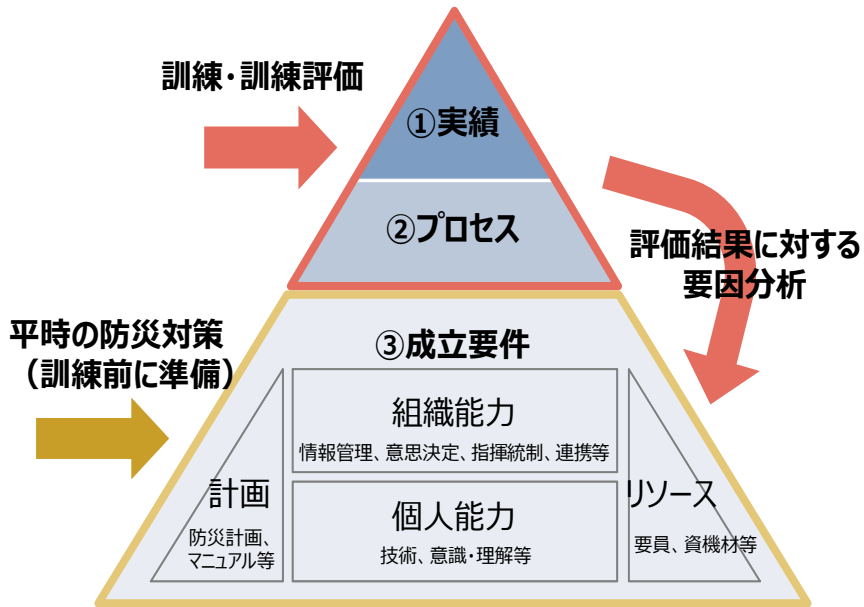 訓練・訓練評価
①実績
②プロセス
評価結果に対する
要因分析
平時の防災対策
（訓練前に準備）
③成立要件
組織能力
情報管理、意思決定、指揮統制、連携等
計画
防災計画、
マニュアル等
個人能力
技術、意識・理解等
リソース
要員、資機材等